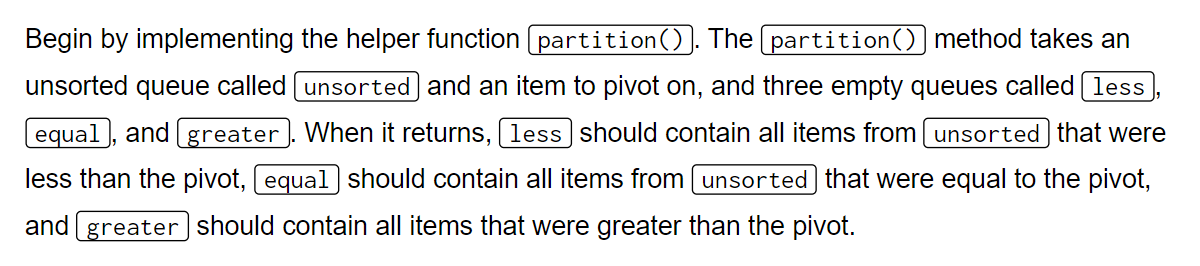 Begin by implementing the helper function partition(). The partition() method takes an
unsorted queue called unsorted and an item to pivot on, and three empty queues called less,
equal, and greater. When it returns, less should contain all items from unsorted that were
less than the pivot, equal should contain all items from unsorted that were equal to the pivot,
and greater should contain all items that were greater than the pivot.